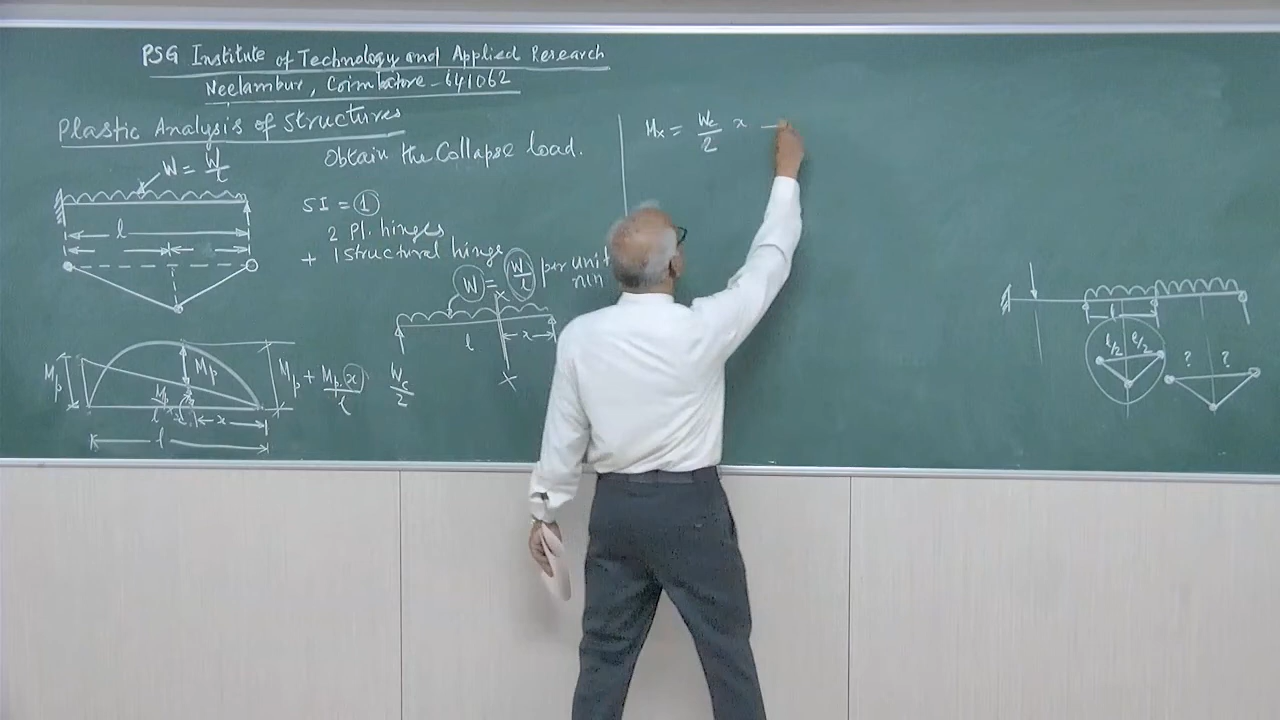 PSG Institute of Technology and Applied Research
Neelambur, Coimbatore - 641062
Plastic Analysis of Structures
Obtain the Collapse load.
W = W/l
l
SI = 1
2 Pl. hinges
+ 1 structural hinge
W = W/l per unit
x
l
x
x
Wc/2
Mp
Mp
Mp + Mp.(x)/l
Mp/l x
x
l
Mx = Wc/2 x —
l
l/2 l/2
? ?